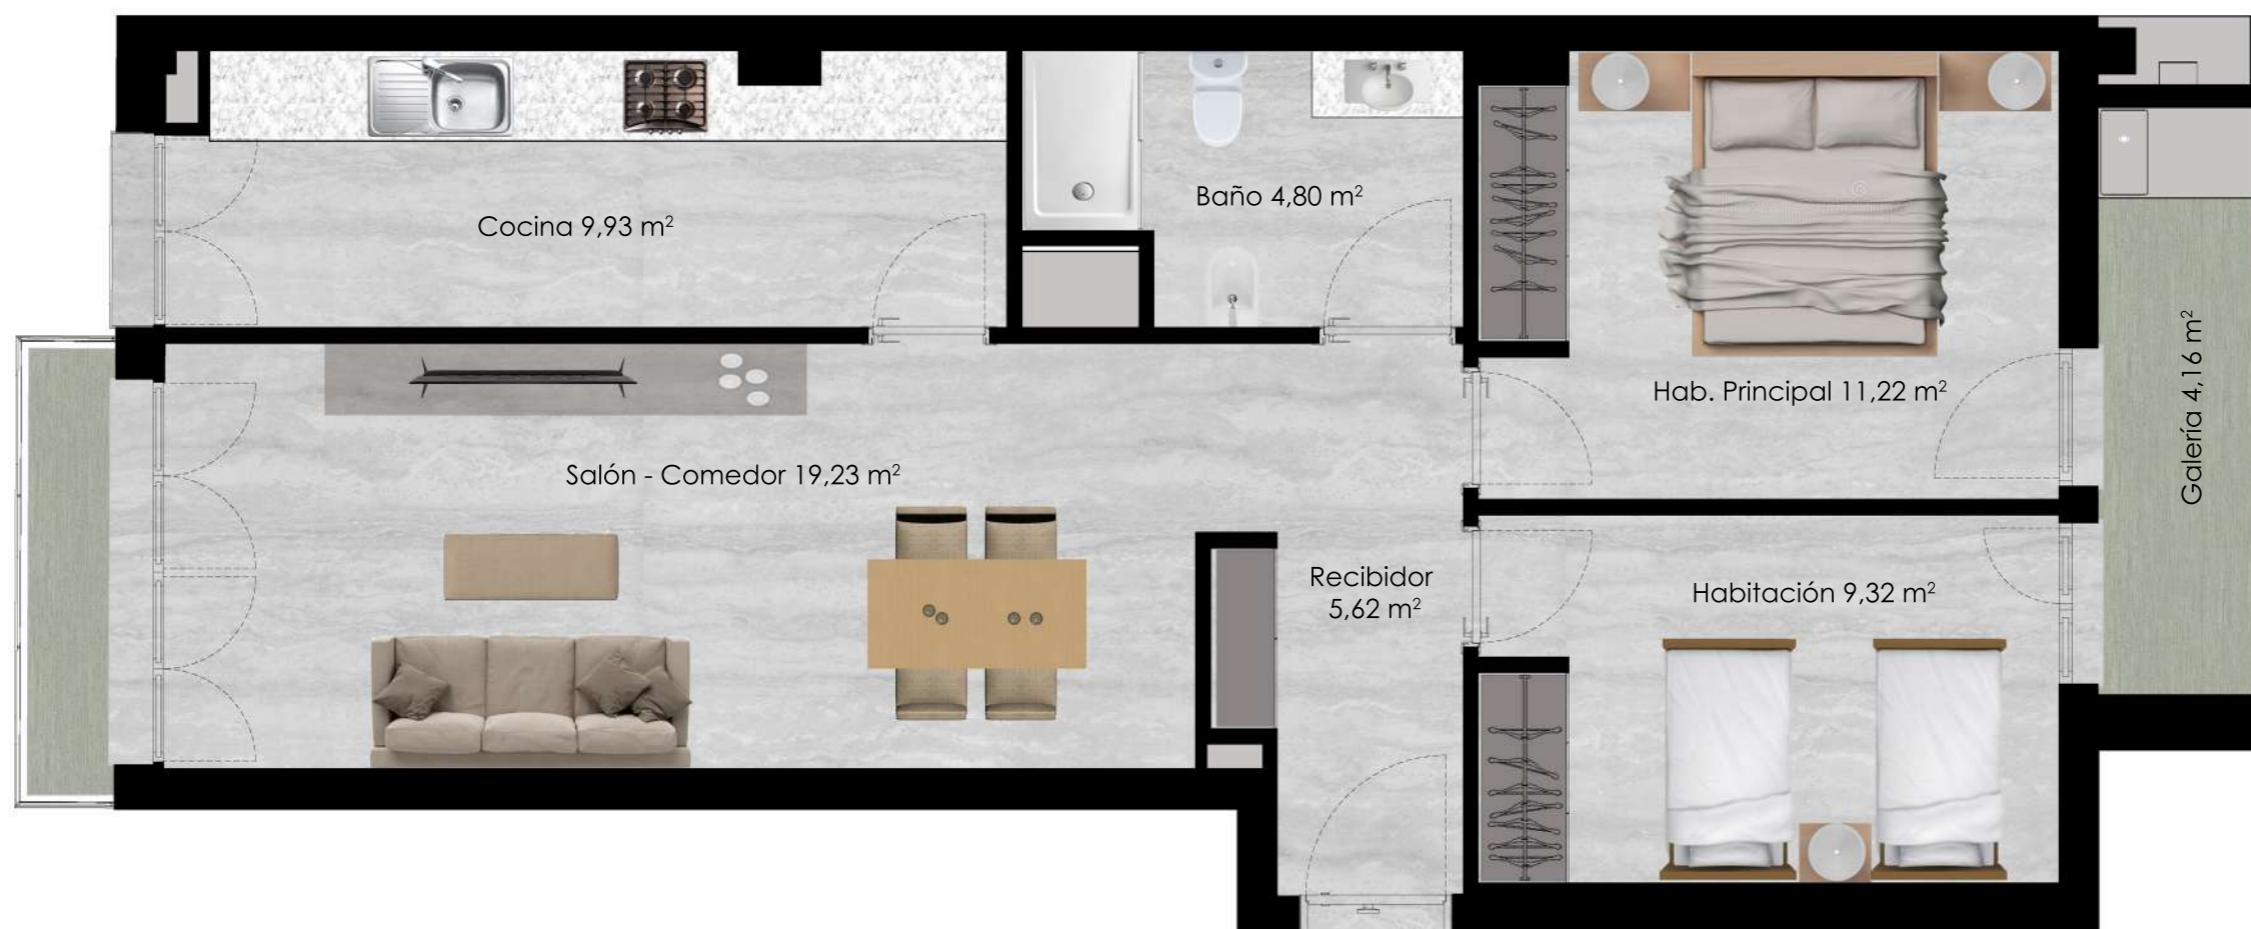 Cocina 9,93 m²
Baño 4,80 m²
Hab. Principal 11,22 m²
Salón - Comedor 19,23 m²
Recibidor
5,62 m²
Habitación 9,32 m²
Galería 4,16 m²